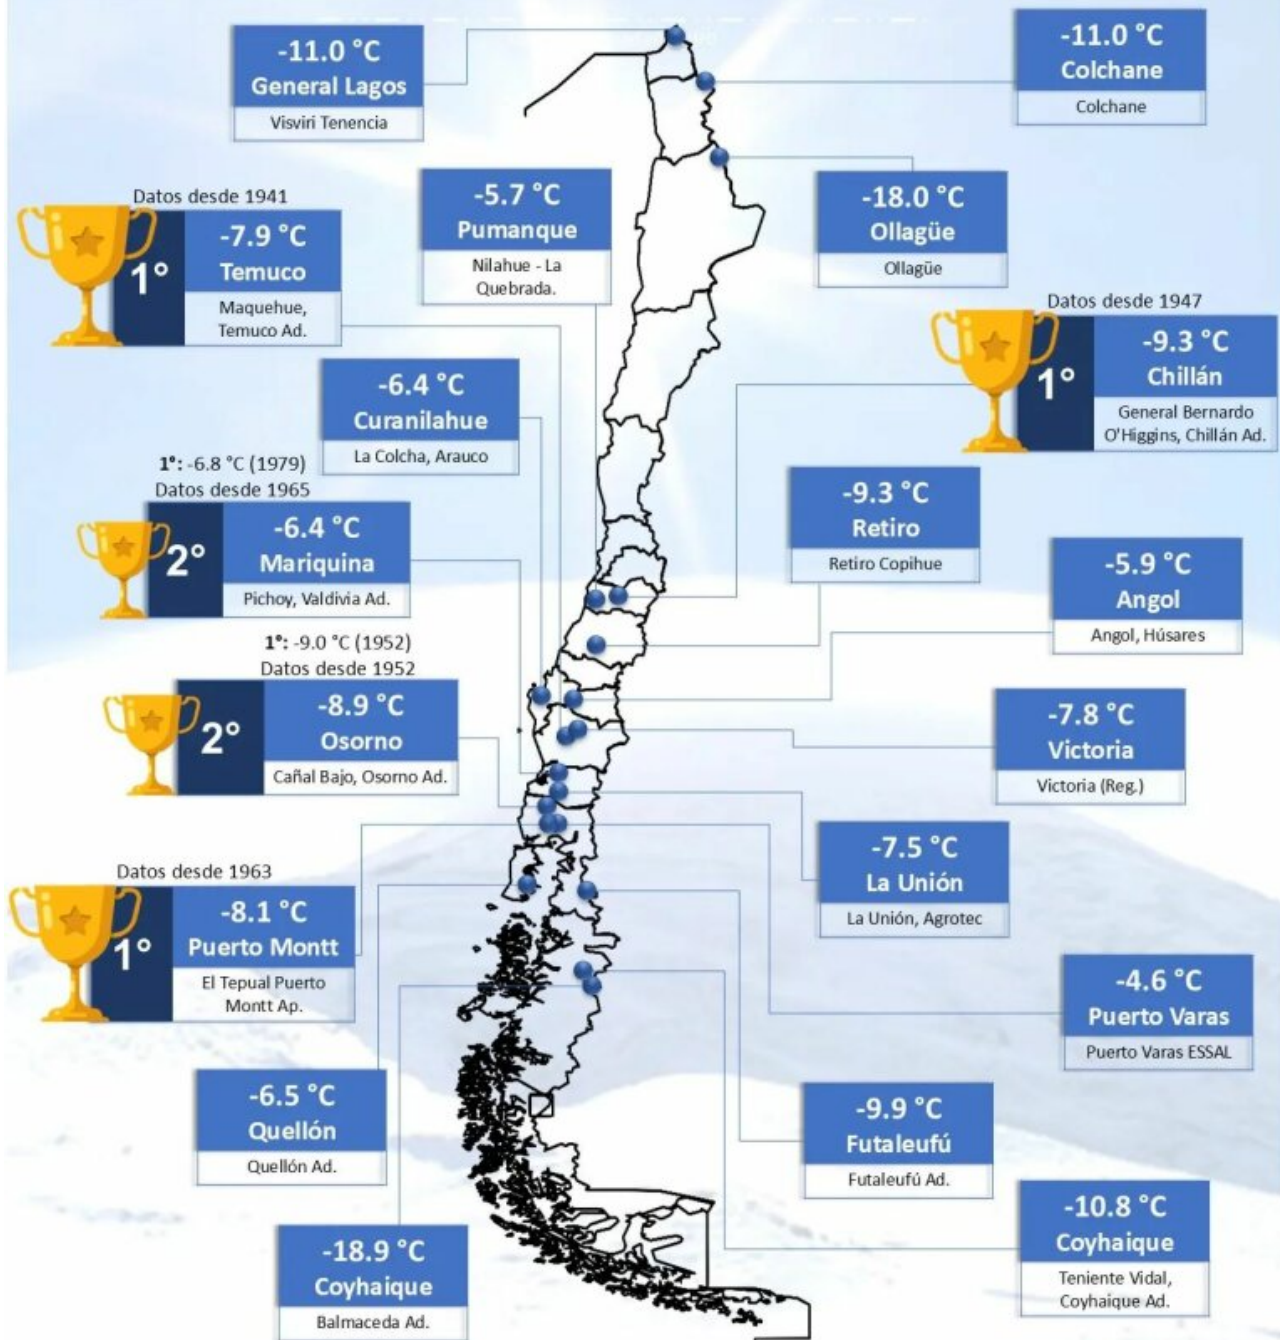 -11.0 °C
General Lagos
Visviri Tenencia
-11.0 °C
Colchane
Colchane
-5.7 °C
Pumanque
Nilahue - La
Quebrada.
-18.0 °C
Ollagüe
Ollagüe
Datos desde 1941
1°
-7.9 °C
Temuco
Maquehue,
Temuco Ad.
Datos desde 1947
1°
-9.3 °C
Chillán
General Bernardo
O'Higgins, Chillán Ad.
-6.4 °C
Curanilahue
La Colcha, Arauco
1°: -6.8 °C (1979)
Datos desde 1965
2°
-6.4 °C
Mariquina
Pichoy, Valdivia Ad.
-9.3 °C
Retiro
Retiro Copihue
-5.9 °C
Angol
Angol, Húsares
1°: -9.0 °C (1952)
Datos desde 1952
2°
-8.9 °C
Osorno
Cañal Bajo, Osorno Ad.
-7.8 °C
Victoria
Victoria (Reg.)
-7.5 °C
La Unión
La Unión, Agrotec
Datos desde 1963
1°
-8.1 °C
Puerto Montt
El Tepual Puerto
Montt Ap.
-4.6 °C
Puerto Varas
Puerto Varas ESSAL
-6.5 °C
Quellón
Quellón Ad.
-9.9 °C
Futaleufú
Futaleufú Ad.
-18.9 °C
Coyhaique
Balmaceda Ad.
-10.8 °C
Coyhaique
Teniente Vidal,
Coyhaique Ad.